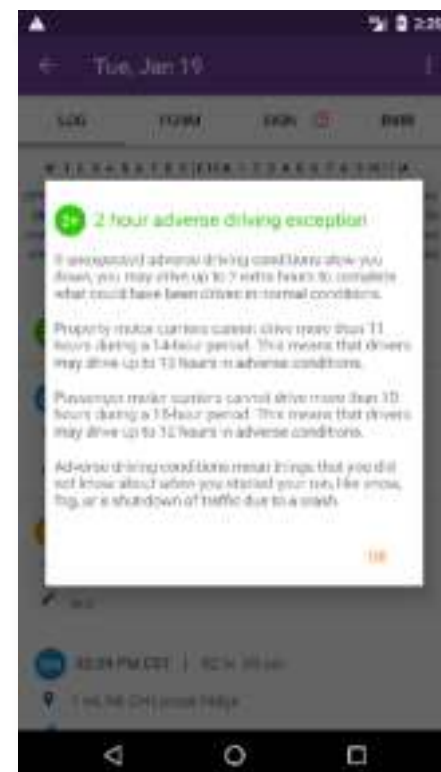 2:29
Tue, Jan 19
LOG FORM SIGN DVIR
2 hour adverse driving exception
If unexpected adverse driving conditions slow you
down, you may drive up to 2 extra hours to complete
what could have been driven in normal conditions.
Property motor carriers cannot drive more than 11
hours during a 14-hour period. This means that drivers
may drive up to 13 hours in adverse conditions.
Passenger motor carriers cannot drive more than 10
hours during a 15-hour period. This means that drivers
may drive up to 12 hours in adverse conditions.
Adverse driving conditions mean things that you did
not know about when you started your run, like snow,
fog, or a shutdown of traffic due to a crash.
OK
PM CDT |